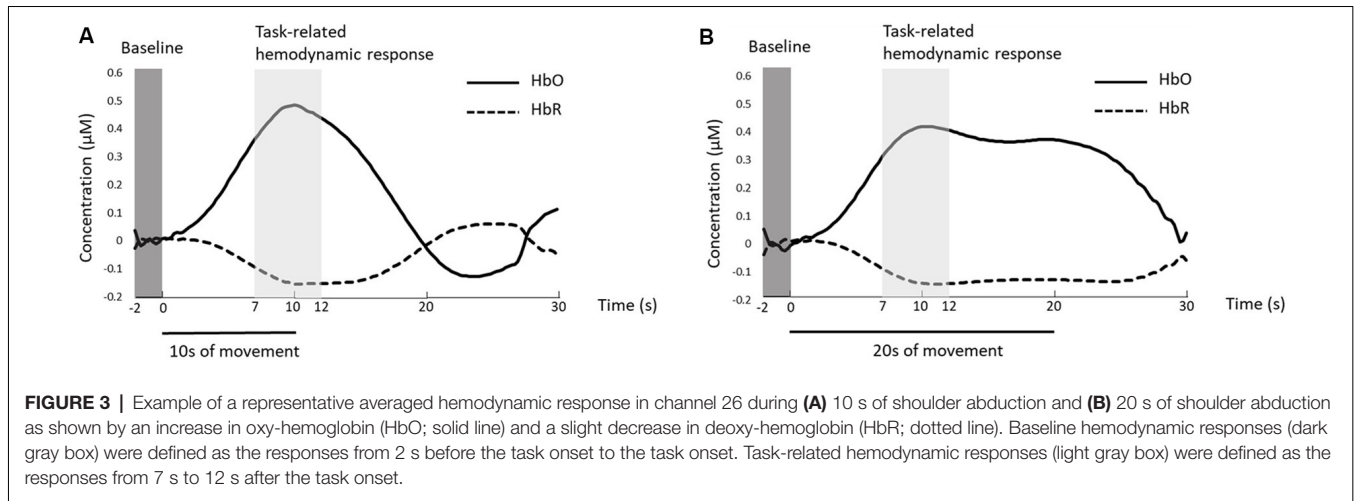 A
Baseline
Task-related
hemodynamic response
HbO
HbR
Concentration (µM)
0.6
0.5
0.4
0.3
0.2
0.1
0
-0.1
-0.2
-2 0 7 10 12 20 30 Time (s)
10s of movement
B
Baseline
Task-related
hemodynamic response
HbO
HbR
Concentration (µM)
0.6
0.5
0.4
0.3
0.2
0.1
0
-0.1
-0.2
-2 0 7 10 12 20 30 Time (s)
20s of movement
FIGURE 3 | Example of a representative averaged hemodynamic response in channel 26 during (A) 10 s of shoulder abduction and (B) 20 s of shoulder abduction
as shown by an increase in oxy-hemoglobin (HbO; solid line) and a slight decrease in deoxy-hemoglobin (HbR; dotted line). Baseline hemodynamic responses (dark
gray box) were defined as the responses from 2 s before the task onset to the task onset. Task-related hemodynamic responses (light gray box) were defined as the
responses from 7 s to 12 s after the task onset.